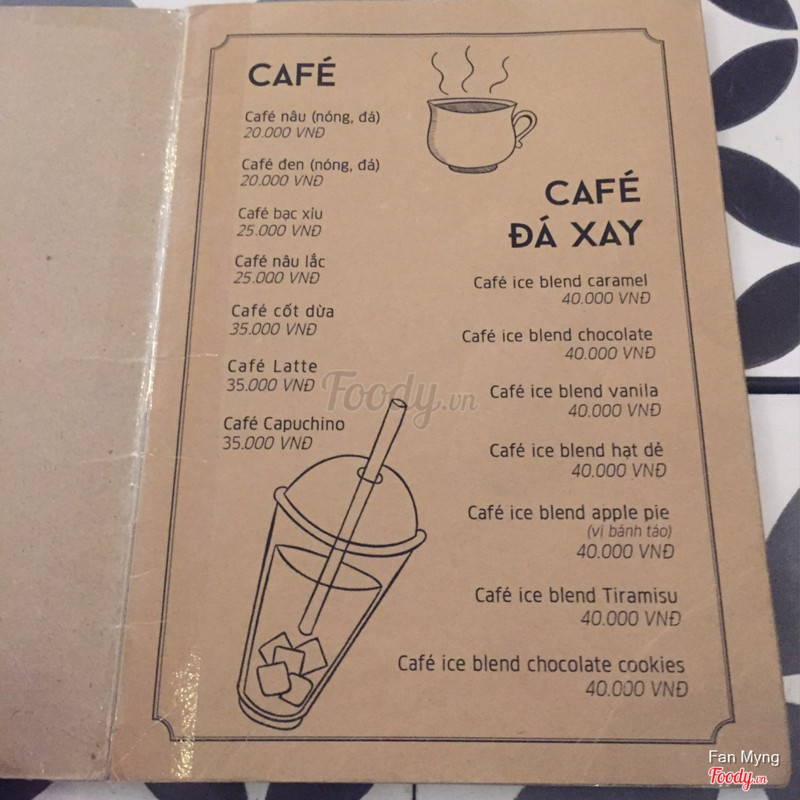 CAFÉ
Café nâu (nóng, đá)
20.000 VNĐ
Café đen (nóng, đá)
20.000 VNĐ
Café bạc xỉu
25.000 VNĐ
Café nâu lắc
25.000 VNĐ
Café cốt dừa
35.000 VNĐ
Café Latte
35.000 VNĐ
Café Capuchino
35.000 VNĐ
CAFÉ
ĐÁ XAY
Café ice blend caramel
40.000 VNĐ
Café ice blend chocolate
40.000 VNĐ
Café ice blend vanila
40.000 VNĐ
Café ice blend hạt dẻ
40.000 VNĐ
Café ice blend apple pie
(vị bánh táo)
40.000 VNĐ
Café ice blend Tiramisu
40.000 VNĐ
Café ice blend chocolate cookies
40.000 VNĐ
Foody.vn
Fan Myng
Foody.vn